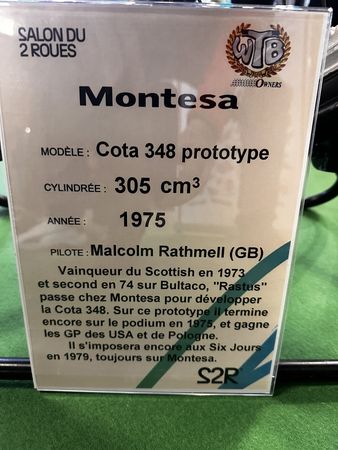 SALON DU
2 ROUES
WTB
OWNERS
Montesa
MODÈLE : Cota 348 prototype
CYLINDRÉE : 305 cm³
ANNÉE : 1975
PILOTE : Malcolm Rathmell (GB)
Vainqueur du Scottish en 1973
et second en 74 sur Bultaco, "Rastus"
passe chez Montesa pour développer
la Cota 348. Sur ce prototype il termine
encore sur le podium en 1975, et gagne
les GP des USA et de Pologne.
Il s'imposera encore aux Six Jours
en 1979, toujours sur Montesa.
S2R